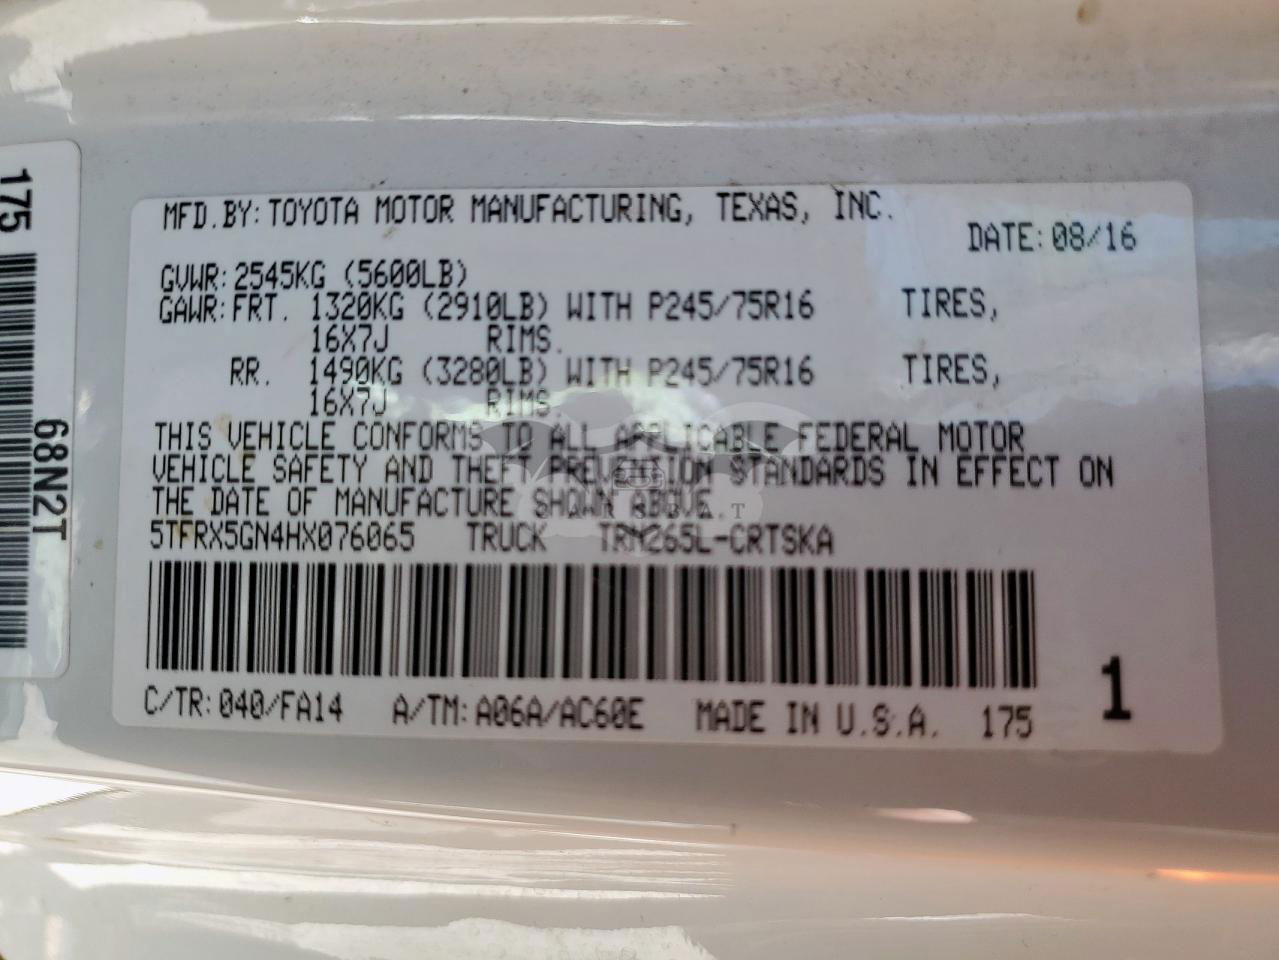 MFD.BY:TOYOTA MOTOR MANUFACTURING, TEXAS, INC.
DATE:08/16
GVWR:2545KG (5600LB)
GAWR:FRT. 1320KG (2910LB) WITH P245/75R16 TIRES,
16X7J RIMS.
RR. 1490KG (3280LB) WITH P245/75R16 TIRES,
16X7J RIMS.
THIS VEHICLE CONFORMS TO ALL APPLICABLE FEDERAL MOTOR
VEHICLE SAFETY AND THEFT PREVENTION STANDARDS IN EFFECT ON
THE DATE OF MANUFACTURE SHOWN ABOVE.
5TFRX5GN4HX076065 TRUCK TRN265L-CRTSKA
C/TR:040/FA14 A/TM:A06A/AC60E MADE IN U.S.A. 175
1
175
68N2T